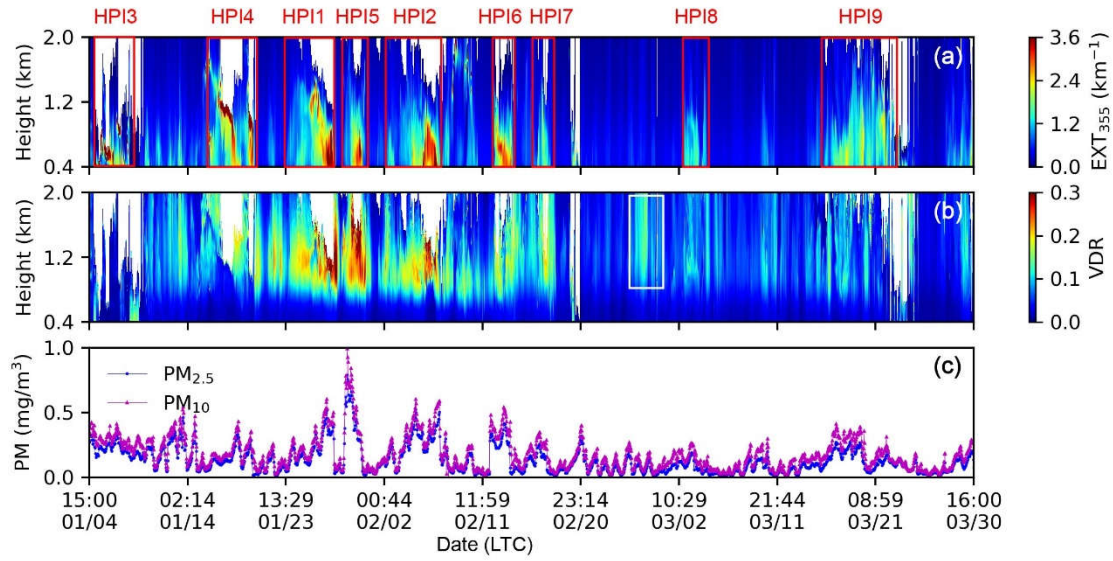 HPI3 HPI4 HPI1 HPI5 HPI2 HPI6 HPI7 HPI8 HPI9
Height (km)
2.0
1.2
0.4
(a)
3.6
2.4
1.2
0.0
EXT₃₅₅ (km⁻¹)
Height (km)
2.0
1.2
0.4
(b)
0.3
0.2
0.1
0.0
VDR
PM (mg/m³)
1.0
0.5
0.0
PM₂.₅
PM₁₀
(c)
15:00 02:14 13:29 00:44 11:59 23:14 10:29 21:44 08:59 16:00
01/04 01/14 01/23 02/02 02/11 02/20 03/02 03/11 03/21 03/30
Date (LTC)